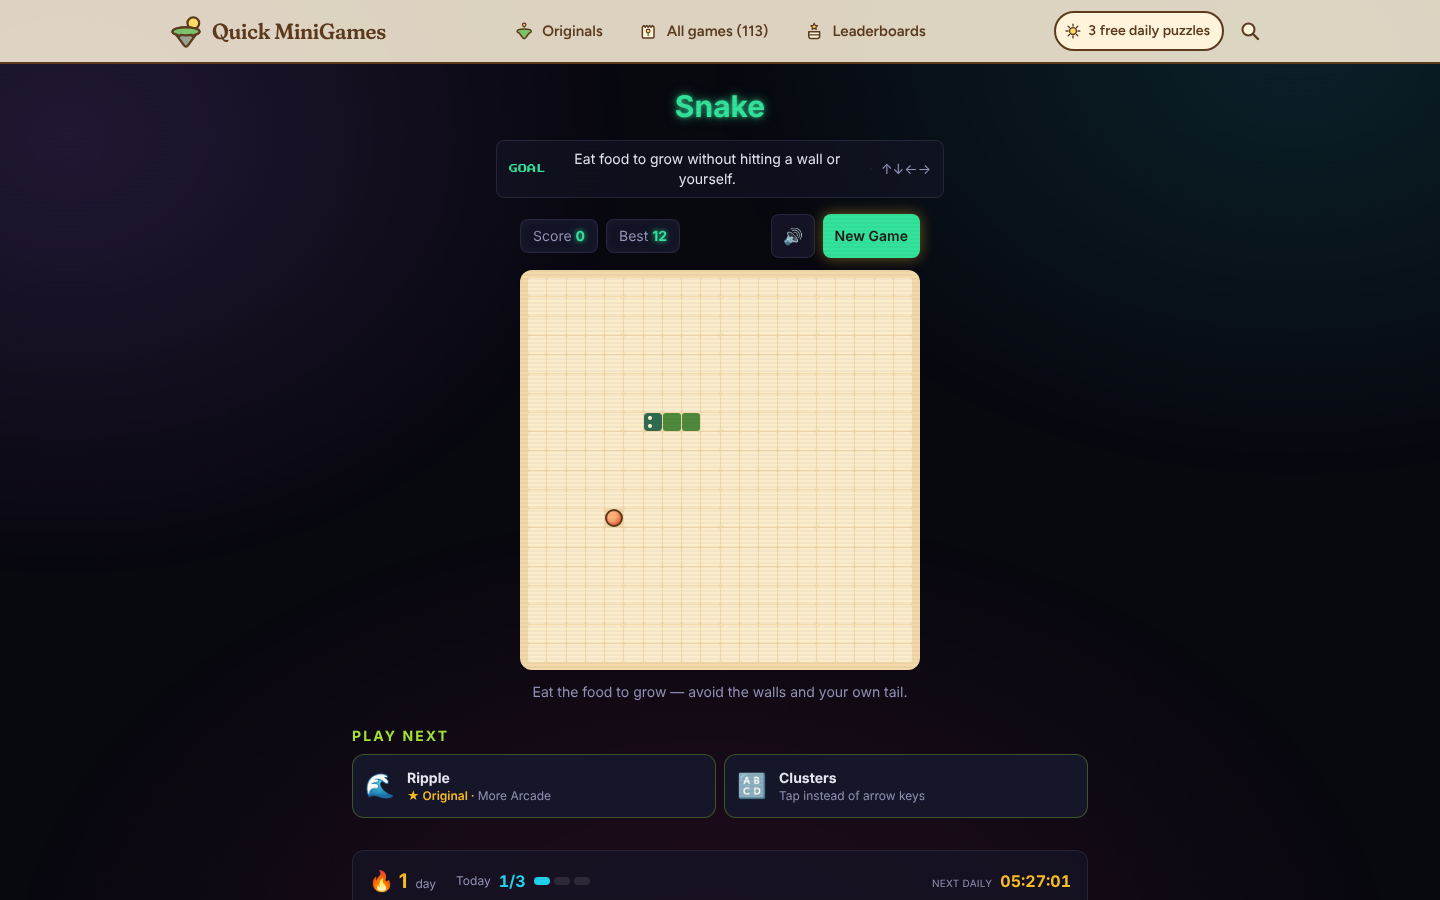 Quick MiniGames
Originals
All games (113)
Leaderboards
3 free daily puzzles
Snake
GOAL
Eat food to grow without hitting a wall or
yourself.
↑↓←→
Score 0
Best 12
New Game
Eat the food to grow — avoid the walls and your own tail.
PLAY NEXT
Ripple
★ Original · More Arcade
Clusters
Tap instead of arrow keys
1 day
Today 1/3
NEXT DAILY 05:27:01